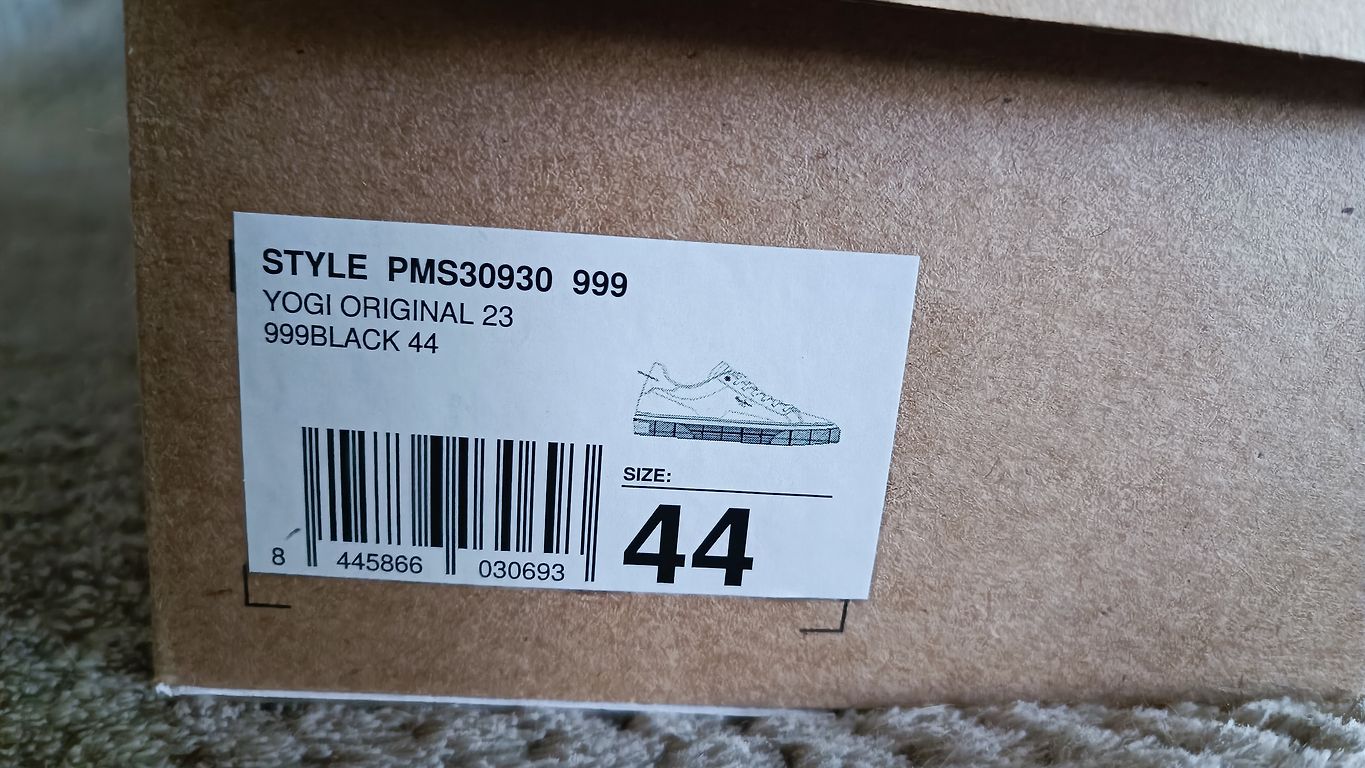 STYLE PMS30930 999
YOGI ORIGINAL 23
999BLACK 44
SIZE:
44
8 445866 030693